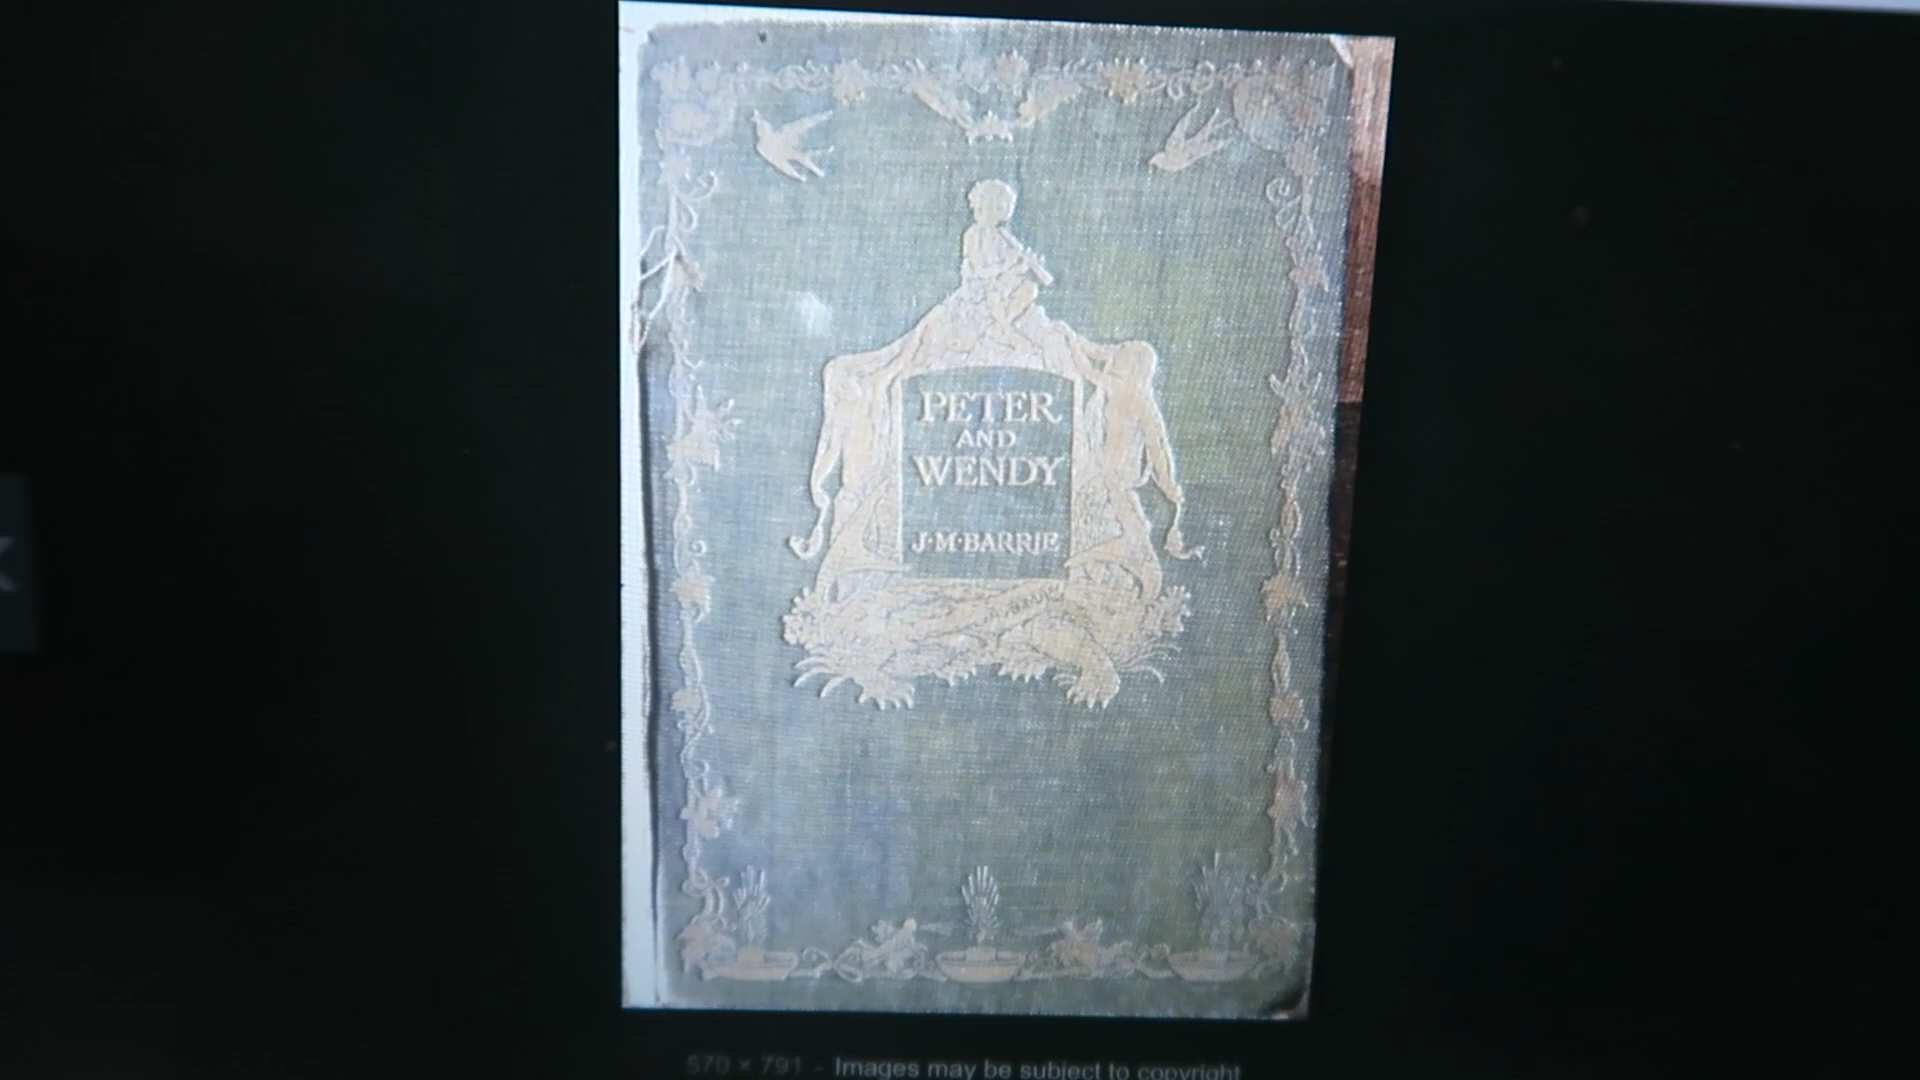 PETER
AND
WENDY
J·M·BARRIE
570 × 791 - Images may be subject to copyright